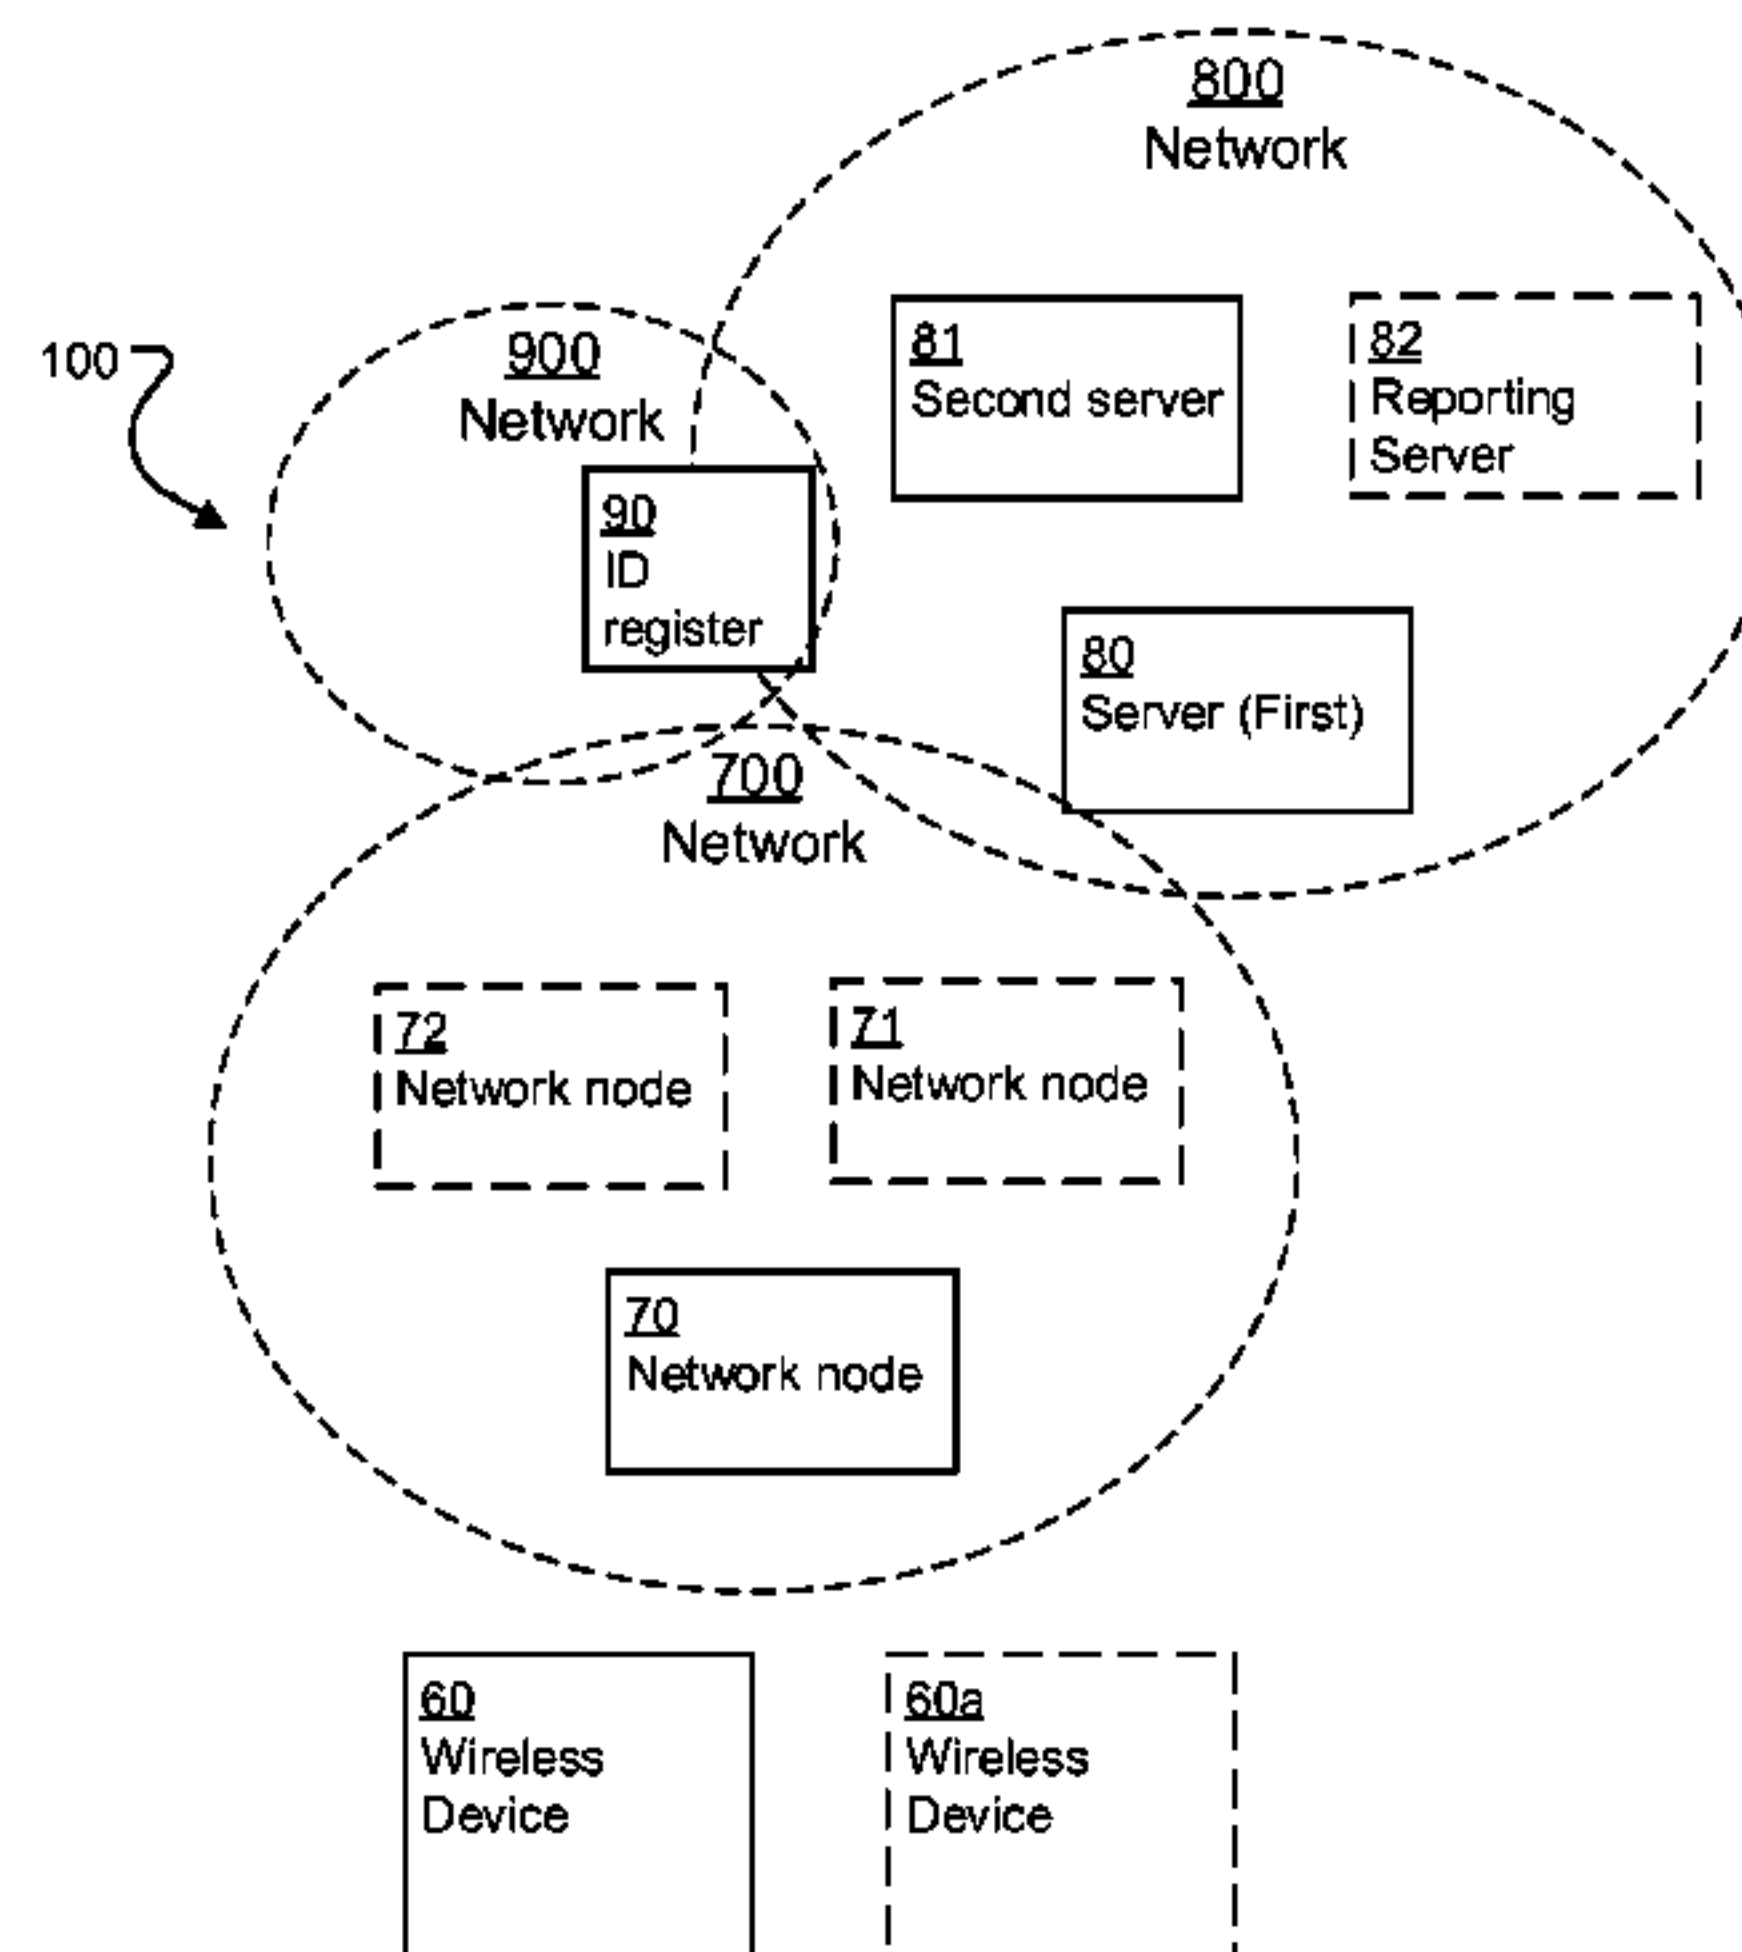 800
Network
100
900
Network
81
Second server
82
Reporting
Server
90
ID
register
80
Server (First)
700
Network
72
Network node
71
Network node
70
Network node
60
Wireless
Device
60a
Wireless
Device